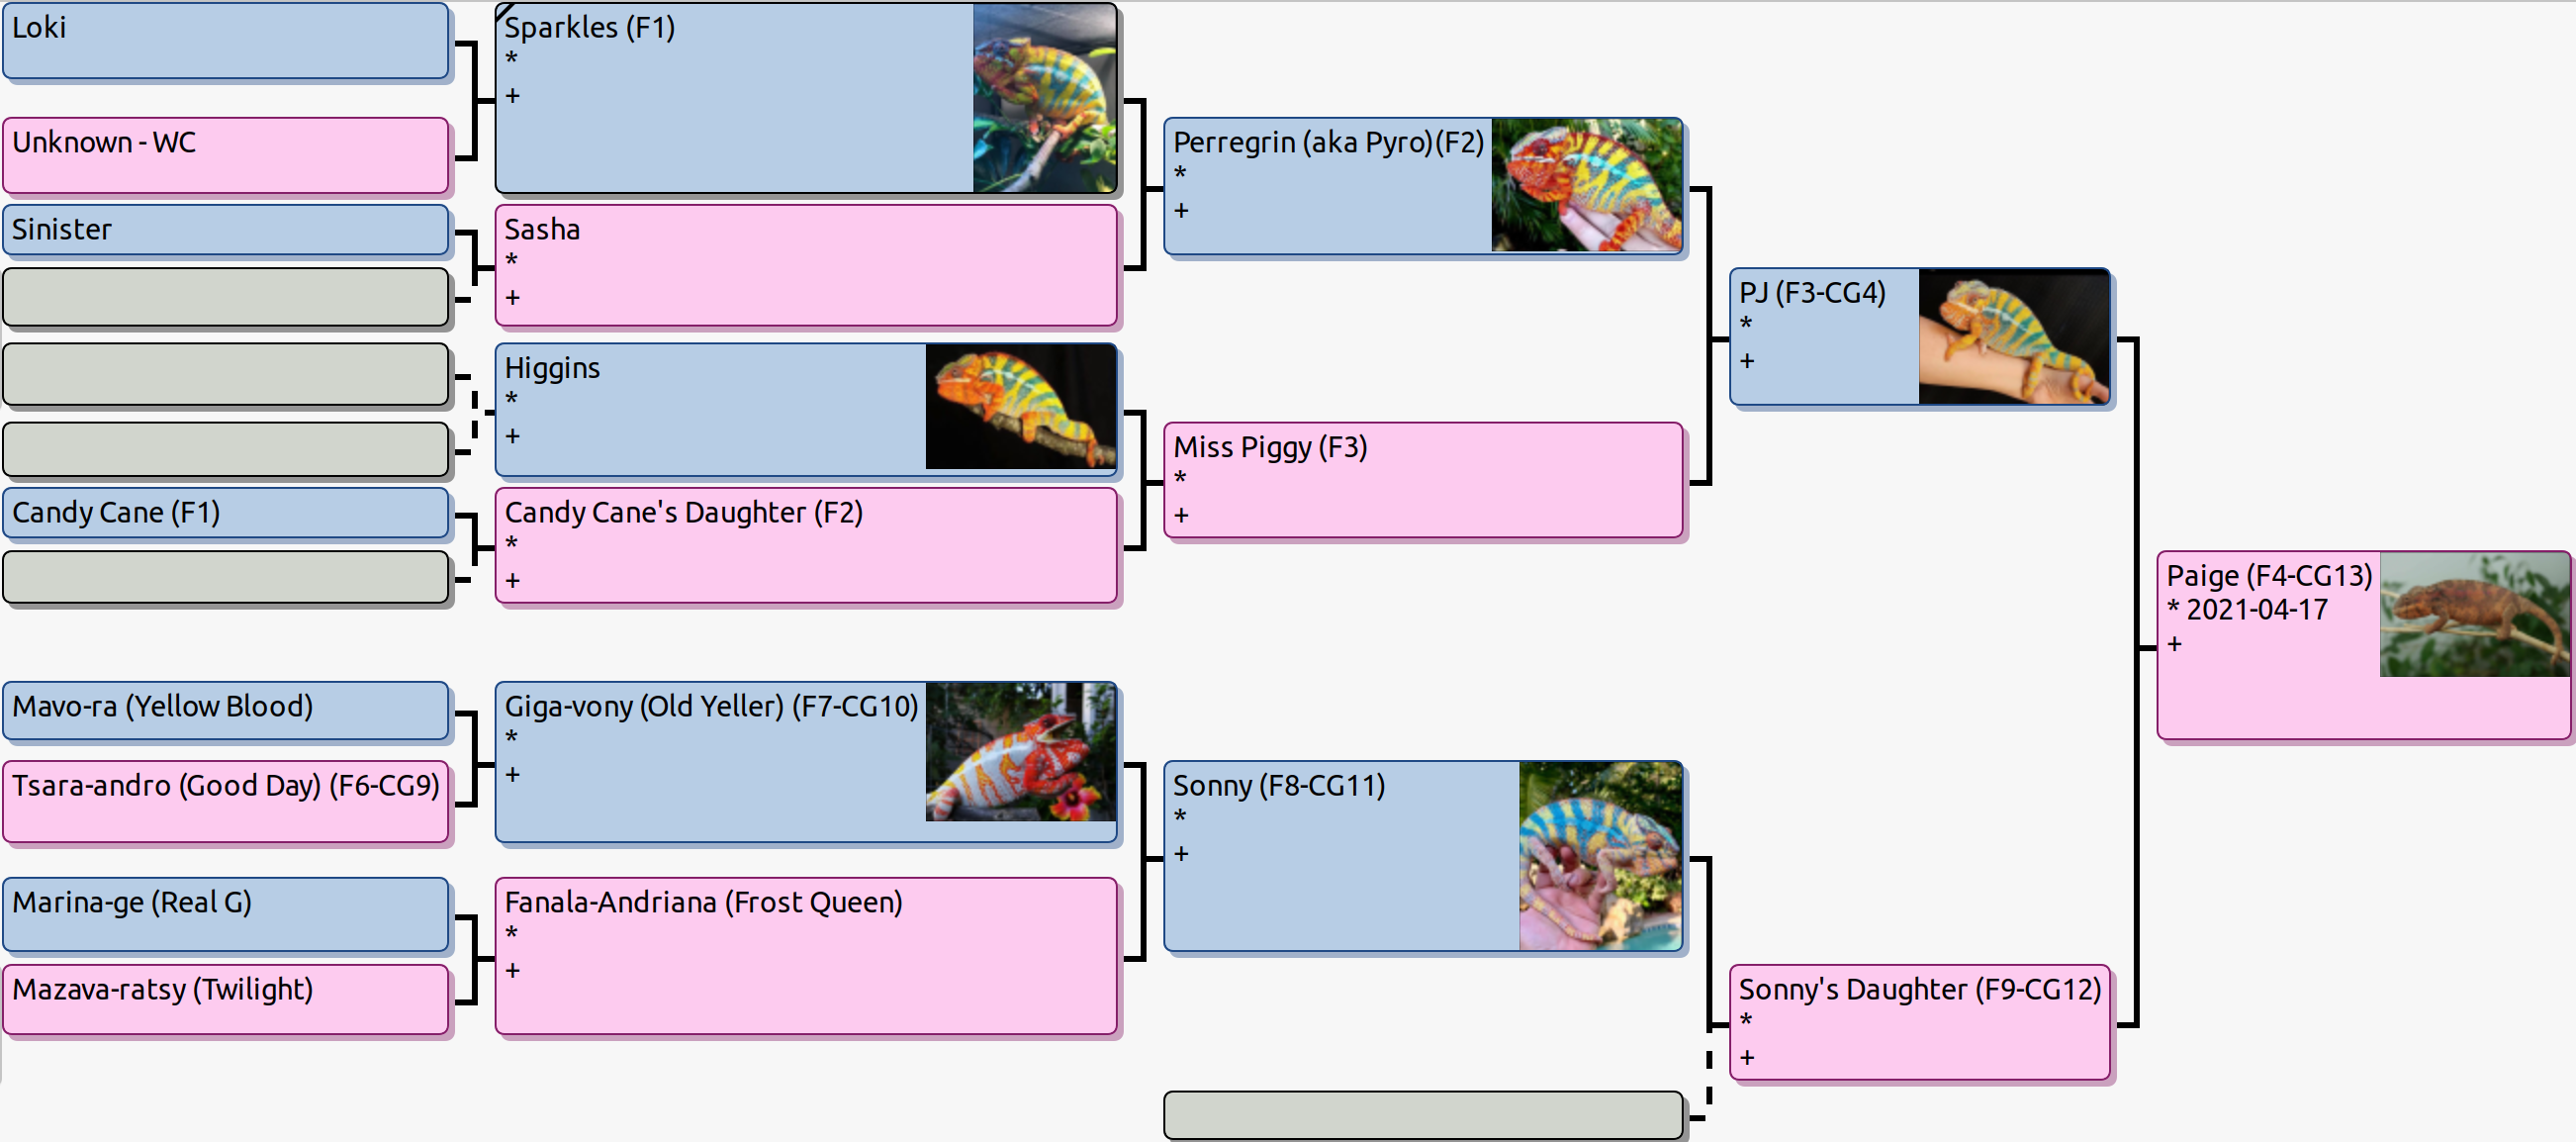 Loki
Unknown - WC
Sinister
Candy Cane (F1)
Mavo-ra (Yellow Blood)
Tsara-andro (Good Day) (F6-CG9)
Marina-ge (Real G)
Mazava-ratsy (Twilight)
Sparkles (F1)
*
+
Sasha
*
+
Higgins
*
+
Candy Cane's Daughter (F2)
*
+
Giga-vony (Old Yeller) (F7-CG10)
*
+
Fanala-Andriana (Frost Queen)
*
+
Perregrin (aka Pyro)(F2)
*
+
Miss Piggy (F3)
*
+
Sonny (F8-CG11)
*
+
PJ (F3-CG4)
*
+
Sonny's Daughter (F9-CG12)
*
+
Paige (F4-CG13)
* 2021-04-17
+